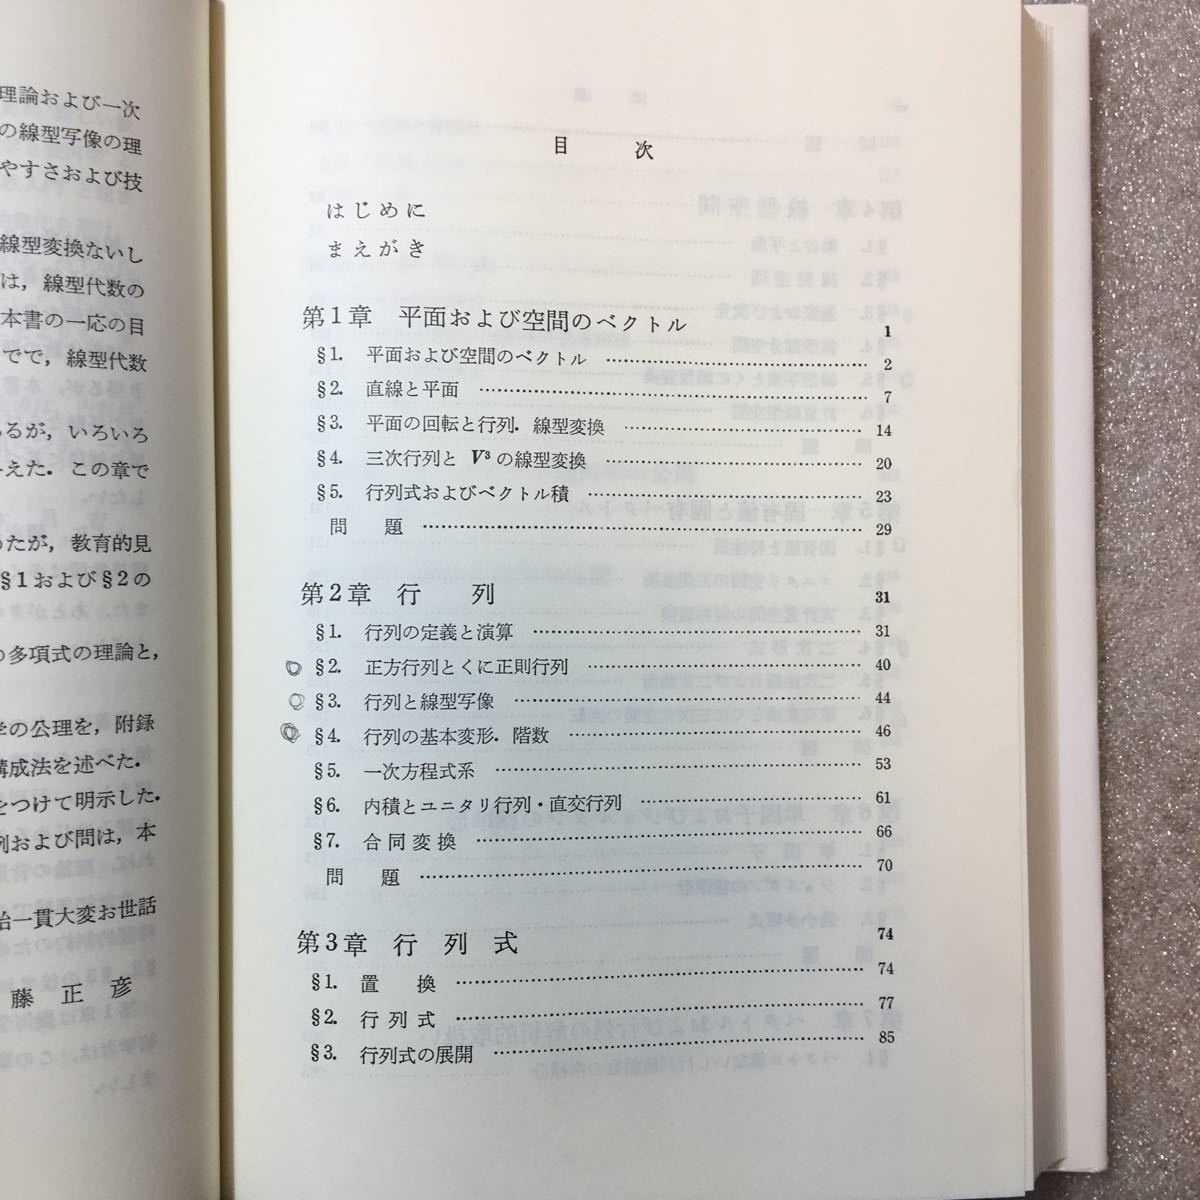 理論および一次
の線型写像の理
やすさおよび技
線型変換ないし
は，線型代数の
本書の一応の目
でで，線型代数
るが，いろいろ
えた．この章で
たが，教育的見
§1および§2の
の多項式の理論と，
学の公理を，附録
構成法を述べた．
をつけて明示した．
例および問は，本
治一貫大変お世話
藤 正 彦
目 次
はじめに
まえがき
第1章 平面および空間のベクトル 1
§1. 平面および空間のベクトル 2
§2. 直線と平面 7
§3. 平面の回転と行列．線型変換 14
§4. 三次行列と V³ の線型変換 20
§5. 行列式およびベクトル積 23
問 題 29
第2章 行 列 31
§1. 行列の定義と演算 31
§2. 正方行列とくに正則行列 40
§3. 行列と線型写像 44
§4. 行列の基本変形．階数 46
§5. 一次方程式系 53
§6. 内積とユニタリ行列・直交行列 61
§7. 合同変換 66
問 題 70
第3章 行 列 式 74
§1. 置 換 74
§2. 行列式 77
§3. 行列式の展開 85